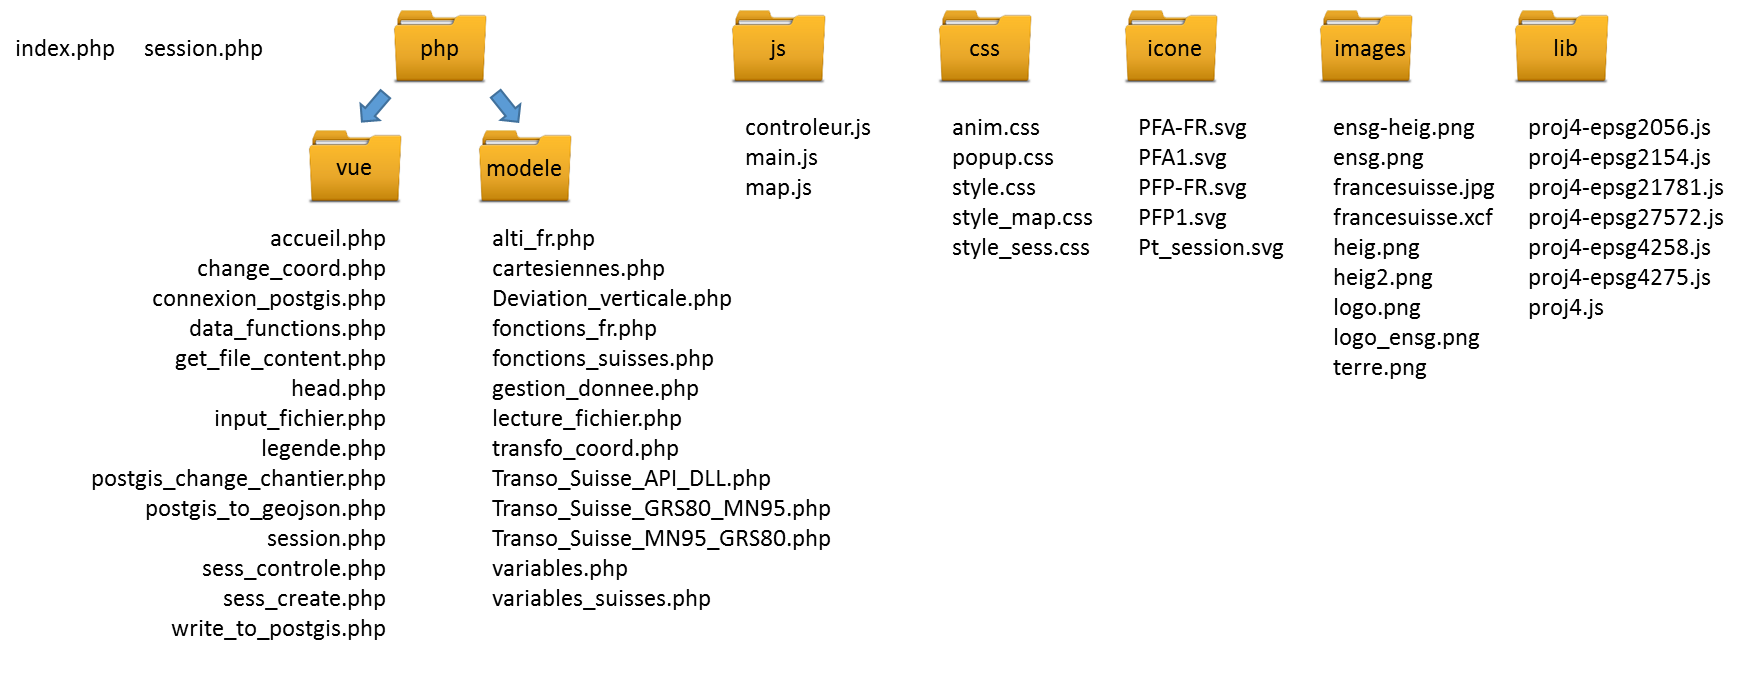 index.php
session.php
php
js
css
icone
images
lib
vue
modele
accueil.php
change_coord.php
connexion_postgis.php
data_functions.php
get_file_content.php
head.php
input_fichier.php
legende.php
postgis_change_chantier.php
postgis_to_geojson.php
session.php
sess_controle.php
sess_create.php
write_to_postgis.php
alti_fr.php
cartesiennes.php
Deviation_verticale.php
fonctions_fr.php
fonctions_suisses.php
gestion_donnee.php
lecture_fichier.php
transfo_coord.php
Transo_Suisse_API_DLL.php
Transo_Suisse_GRS80_MN95.php
Transo_Suisse_MN95_GRS80.php
variables.php
variables_suisses.php
controleur.js
main.js
map.js
anim.css
popup.css
style.css
style_map.css
style_sess.css
PFA-FR.svg
PFA1.svg
PFP-FR.svg
PFP1.svg
Pt_session.svg
ensg-heig.png
ensg.png
francesuisse.jpg
francesuisse.xcf
heig.png
heig2.png
logo.png
logo_ensg.png
terre.png
proj4-epsg2056.js
proj4-epsg2154.js
proj4-epsg21781.js
proj4-epsg27572.js
proj4-epsg4258.js
proj4-epsg4275.js
proj4.js